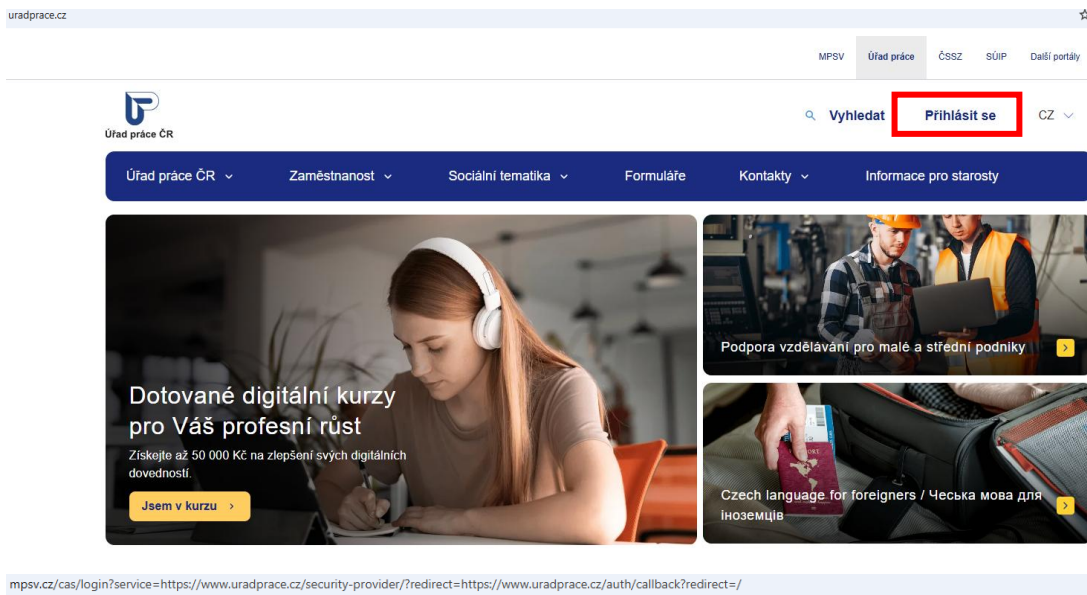 uradprace.cz
MPSV Úřad práce ČSSZ SÚIP Další portály
Úřad práce ČR
Vyhledat Přihlásit se CZ
Úřad práce ČR Zaměstnanost Sociální tematika Formuláře Kontakty Informace pro starosty
Dotované digitální kurzy
pro Váš profesní růst
Získejte až 50 000 Kč na zlepšení svých digitálních
dovedností.
Jsem v kurzu
Podpora vzdělávání pro malé a střední podniky
PASSPORT
Czech language for foreigners / Чеська мова для
іноземців
mpsv.cz/cas/login?service=https://www.uradprace.cz/security-provider/?redirect=https://www.uradprace.cz/auth/callback?redirect=/